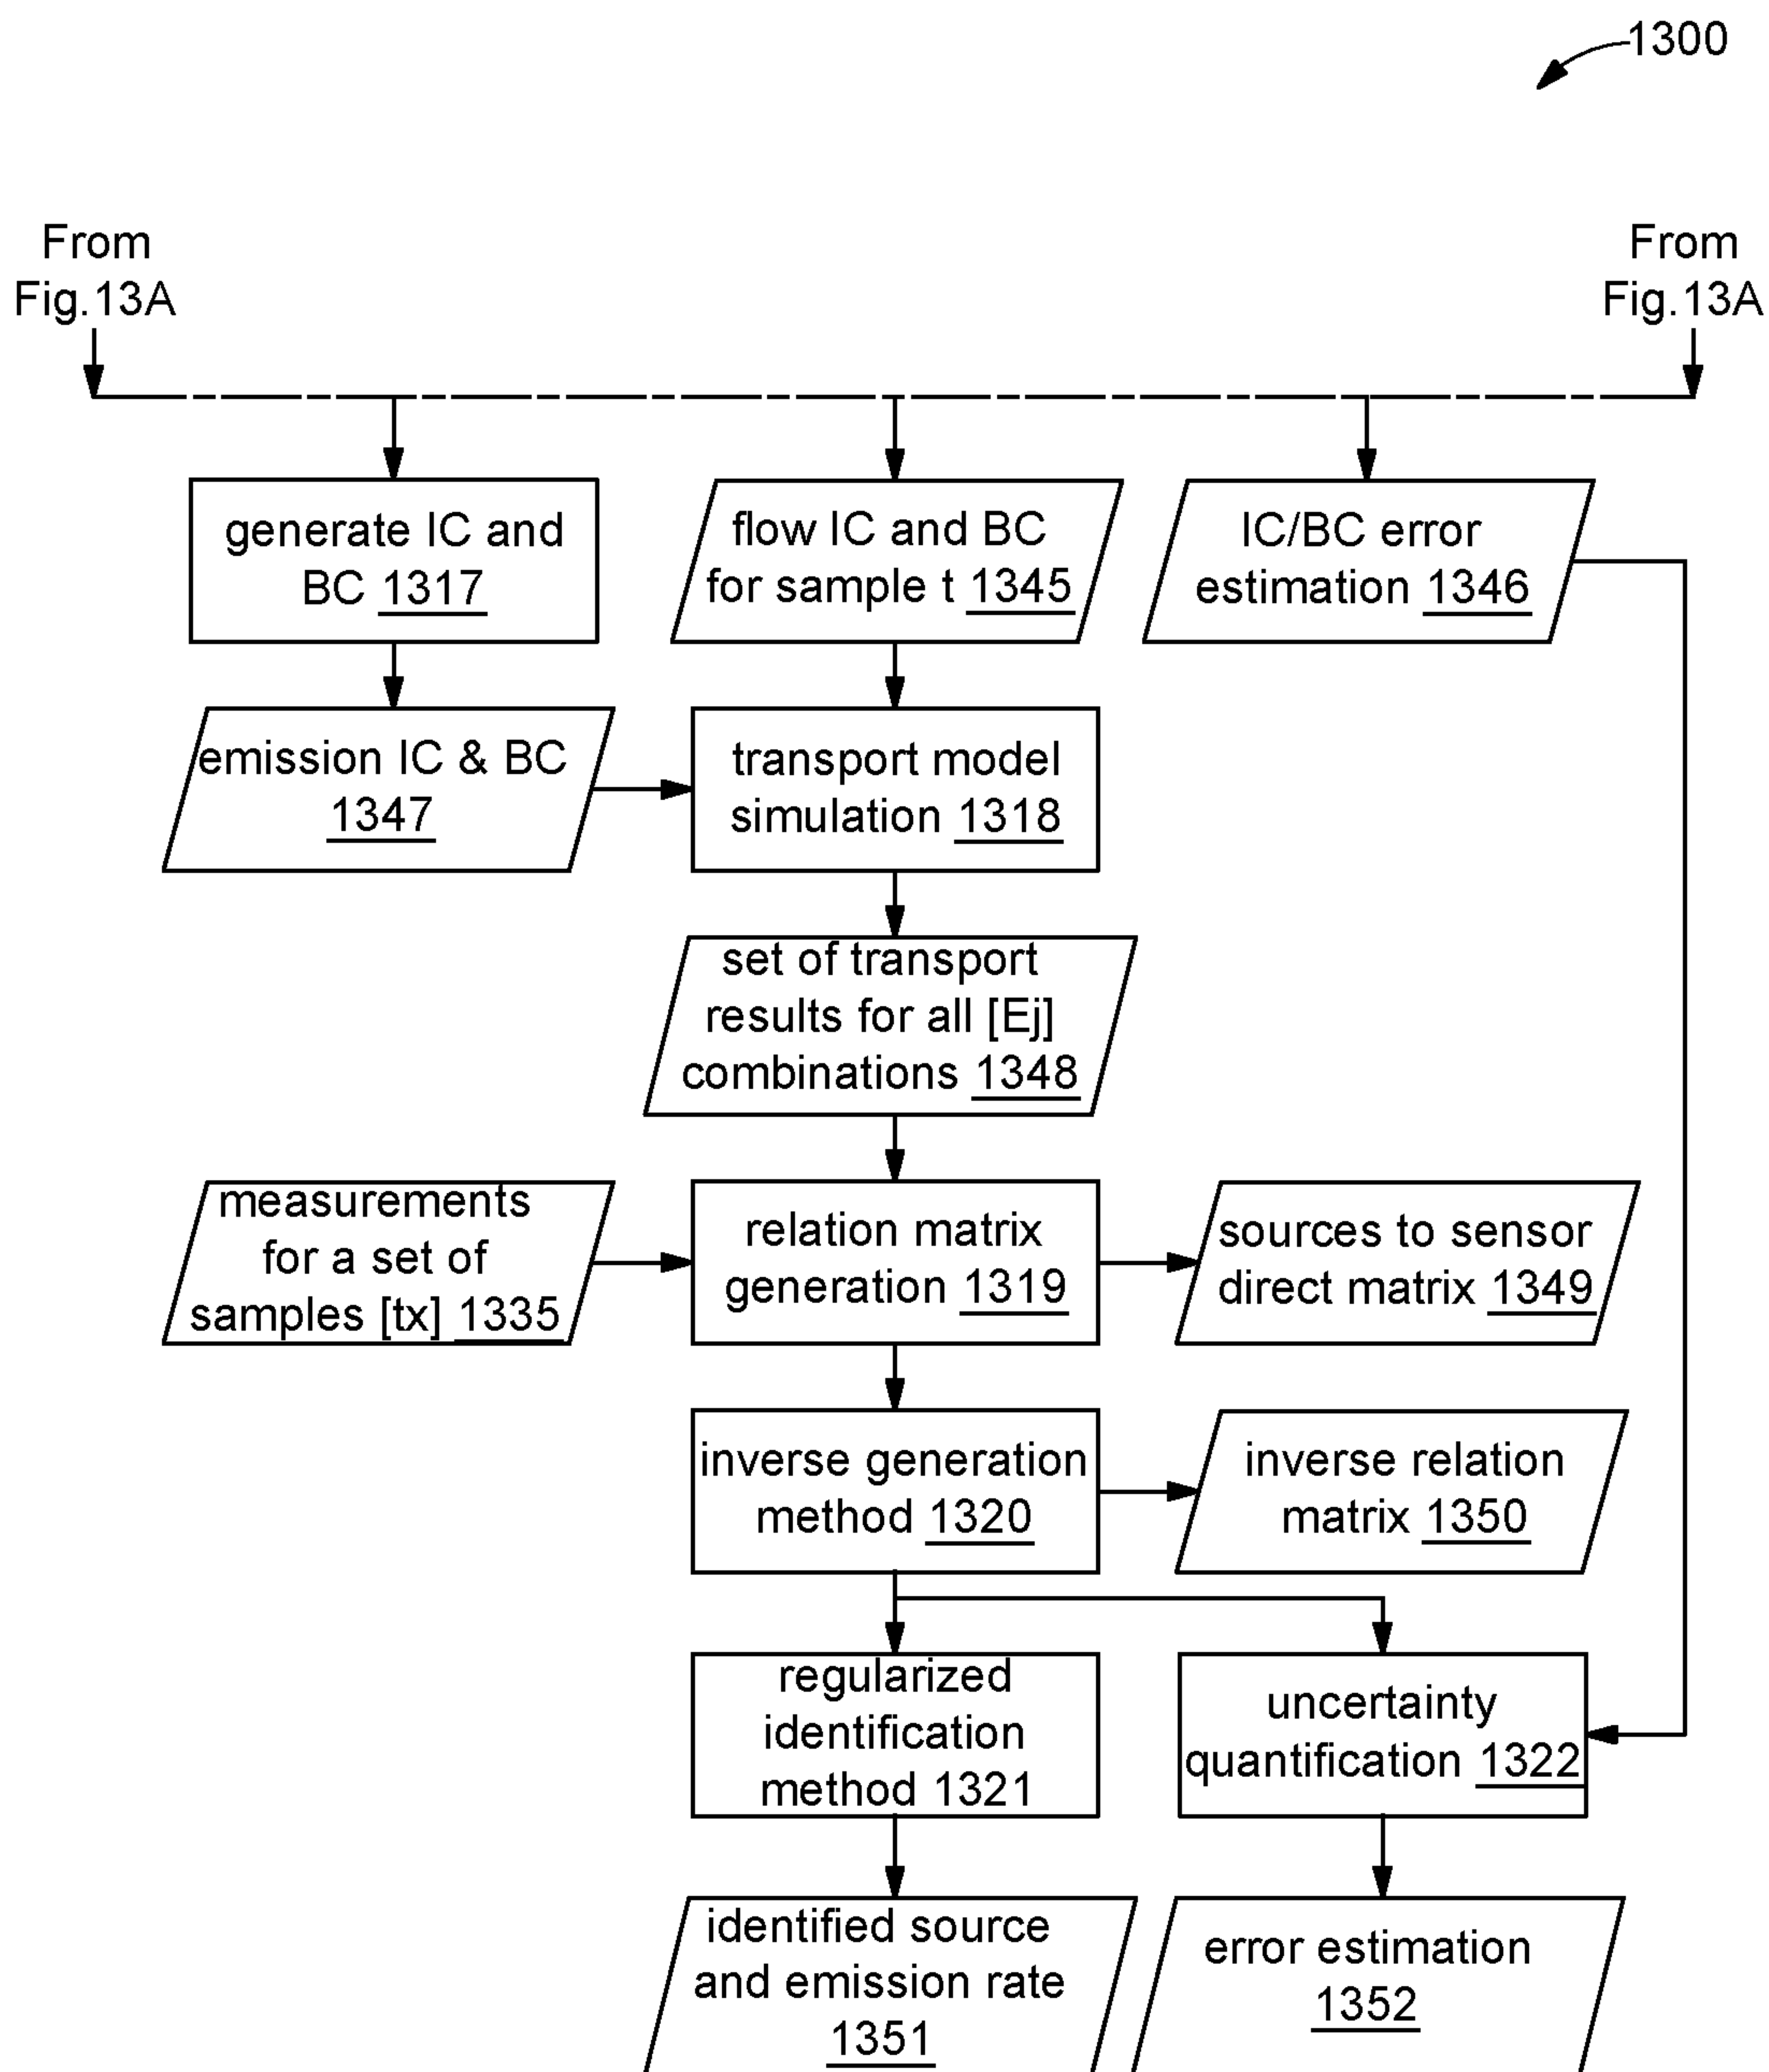 1300
From
Fig.13A
From
Fig.13A
generate IC and
BC 1317
flow IC and BC
for sample t 1345
IC/BC error
estimation 1346
emission IC & BC
1347
transport model
simulation 1318
set of transport
results for all [Ej]
combinations 1348
measurements
for a set of
samples [tx] 1335
relation matrix
generation 1319
sources to sensor
direct matrix 1349
inverse generation
method 1320
inverse relation
matrix 1350
regularized
identification
method 1321
uncertainty
quantification 1322
identified source
and emission rate
1351
error estimation
1352